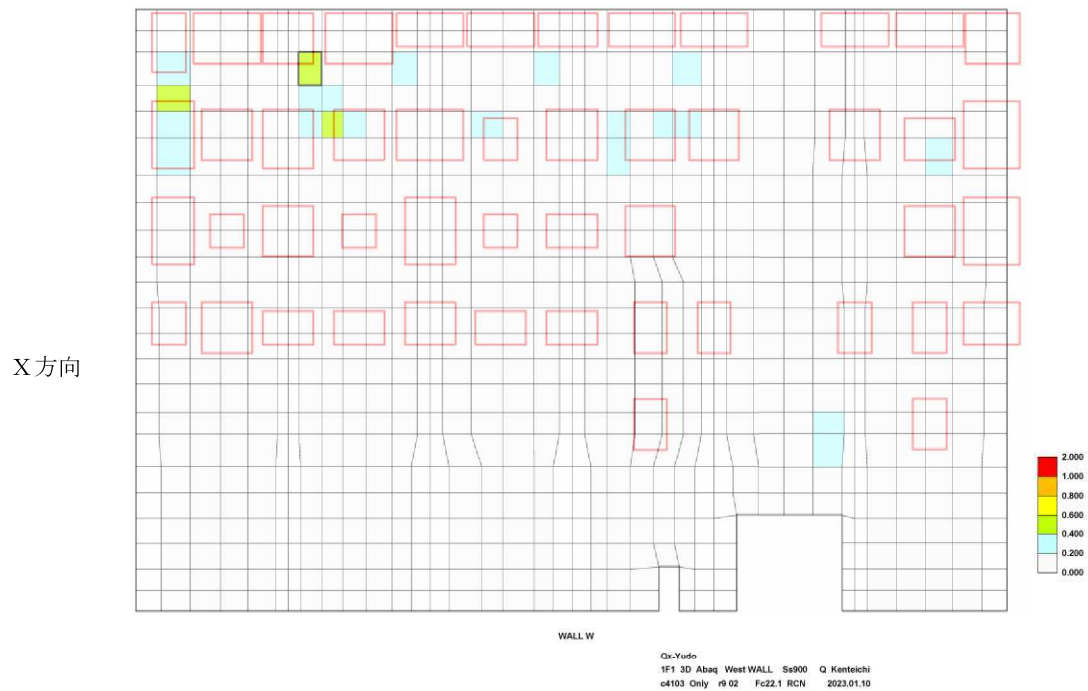 X方向
2.000
1.000
0.800
0.600
0.400
0.200
0.000
WALL W
Qx-Yudo
1F1 3D Abaq West WALL Ss900 Q Kenteichi
c4103 Only r9 02 Fc22.1 RCN 2023.01.10